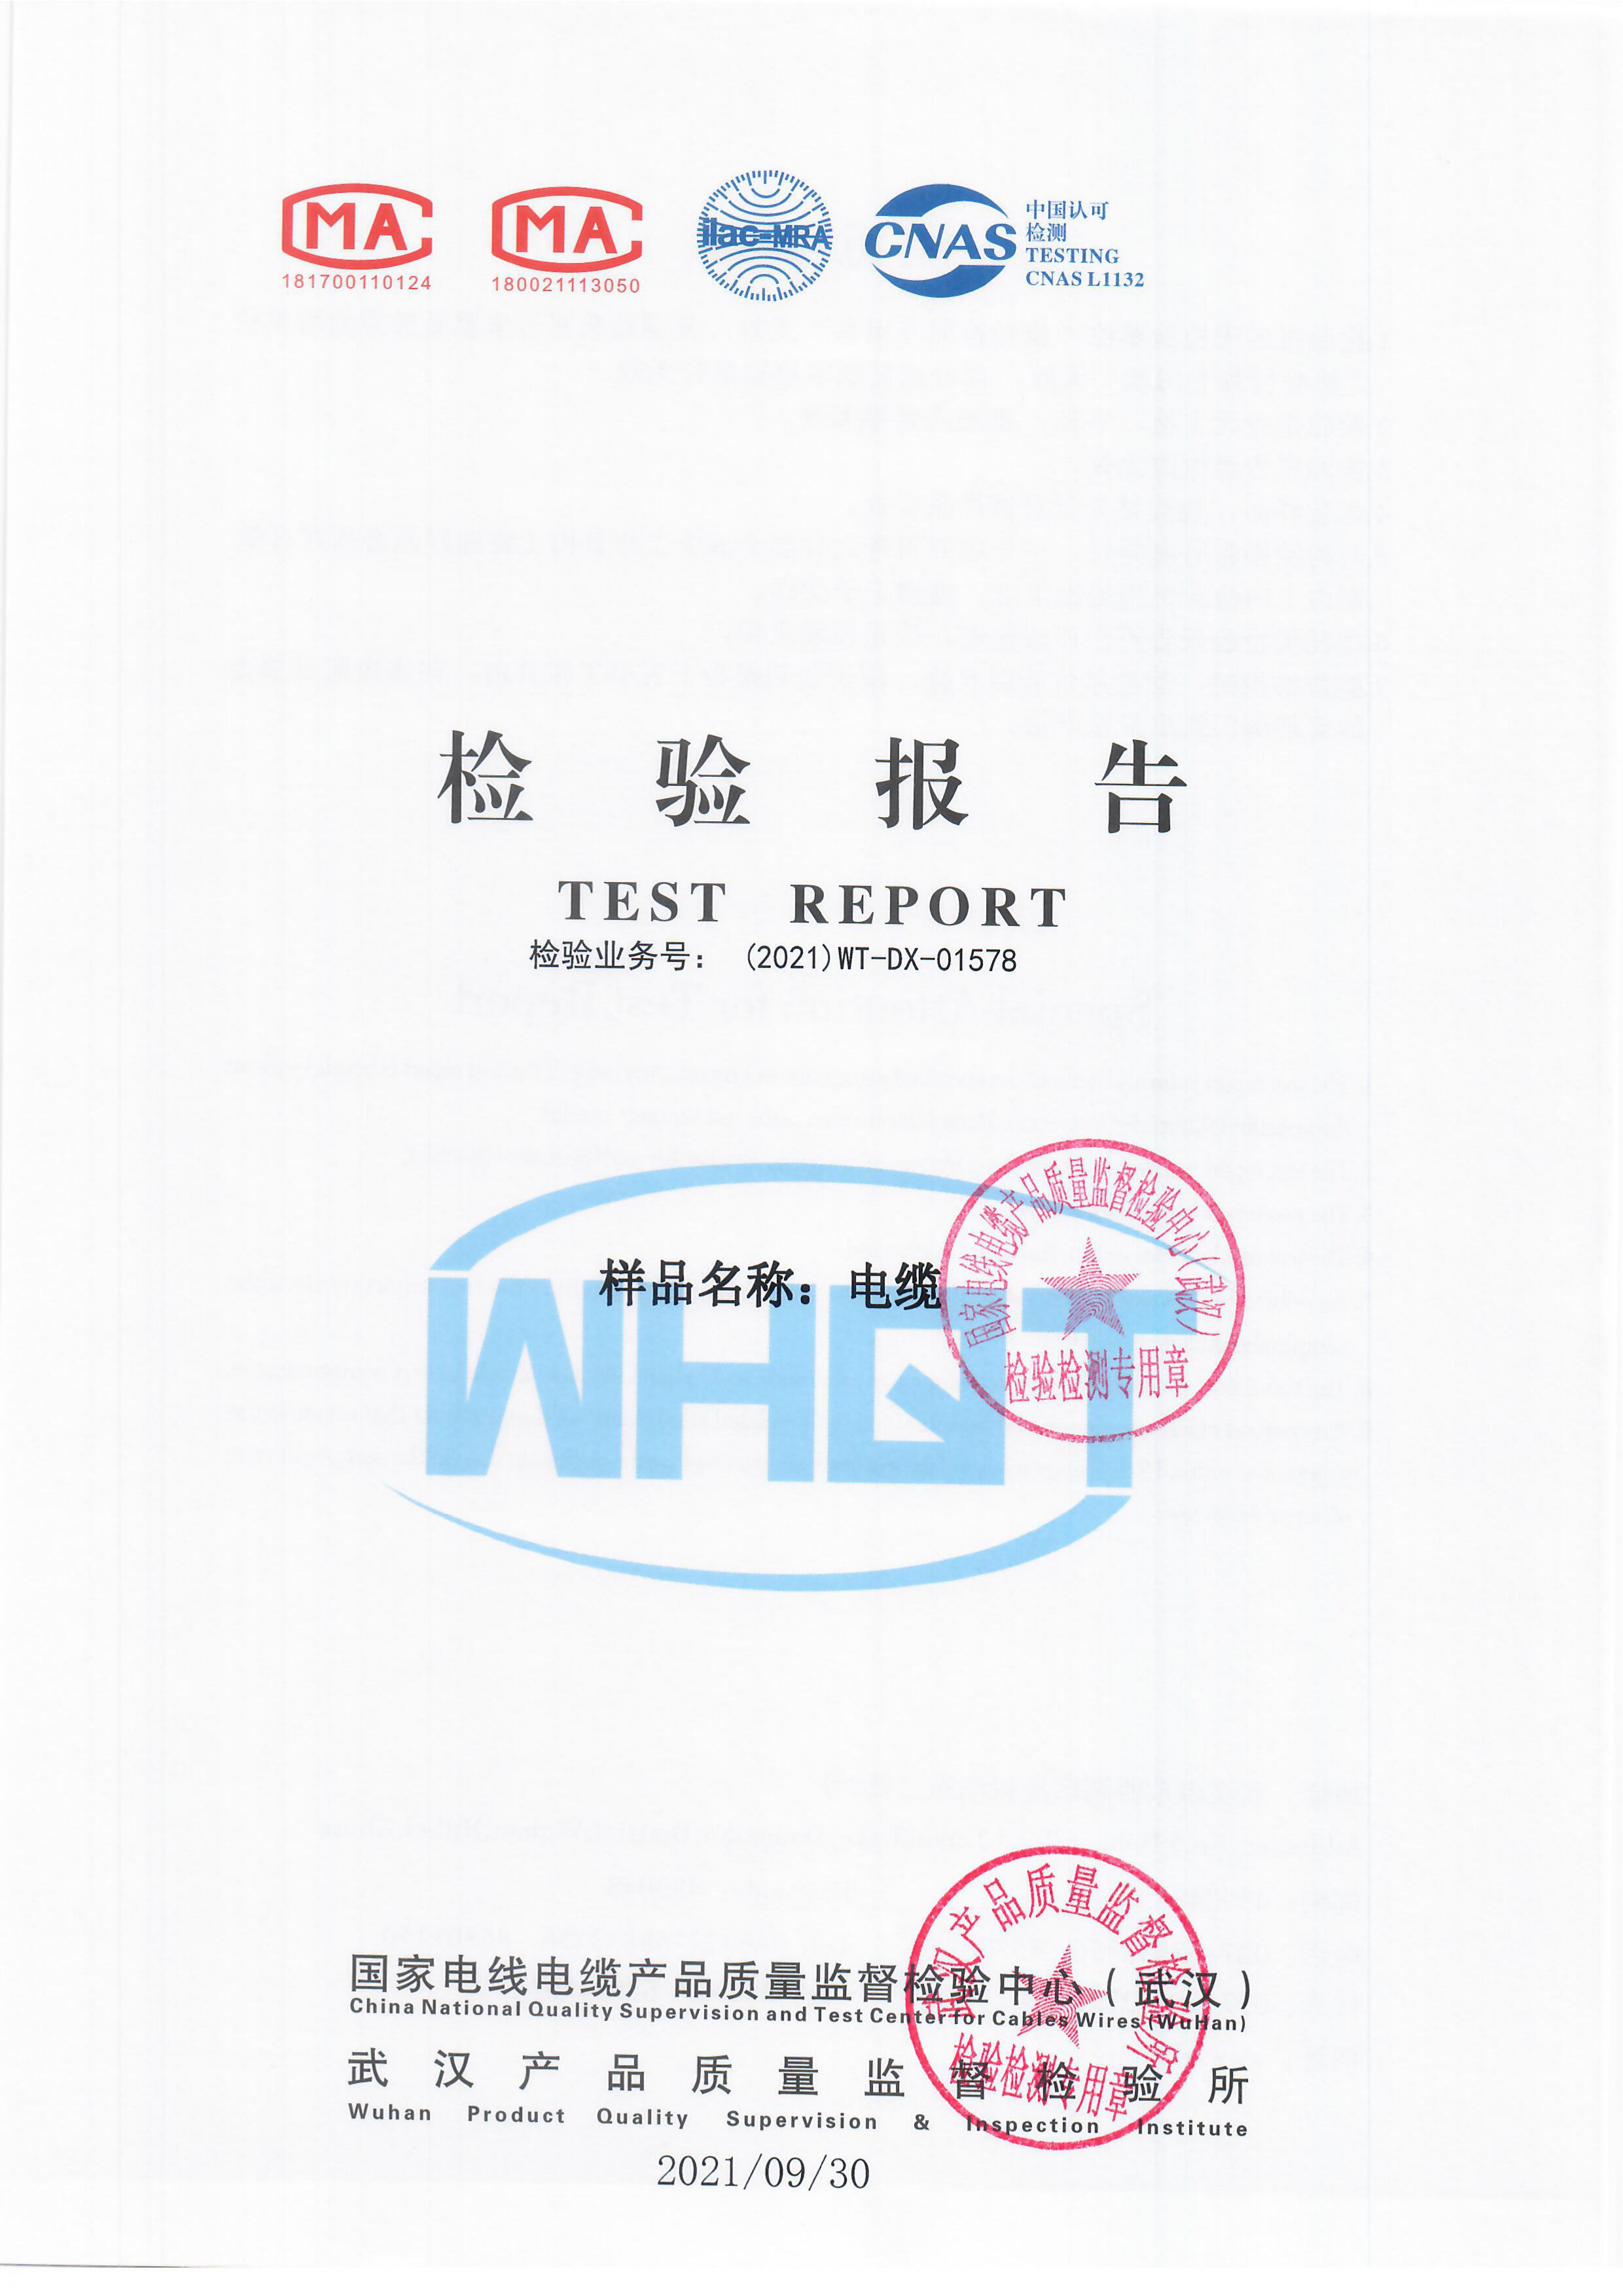 MA
181700110124
MA
180021113050
ilac-MRA
CNAS
中国认可
检测
TESTING
CNAS L1132
检 验 报 告
TEST REPORT
检验业务号： (2021)WT-DX-01578
国家电线电缆产品质量监督检验中心(武汉)
检验检测专用章
样品名称：电缆
WHQT
武汉产品质量监督检验所
检验检测专用章
国家电线电缆产品质量监督检验中心（武汉）
China National Quality Supervision and Test Center for Cables Wires (WuHan)
武 汉 产 品 质 量 监 督 检 验 所
Wuhan Product Quality Supervision & Inspection Institute
2021/09/30